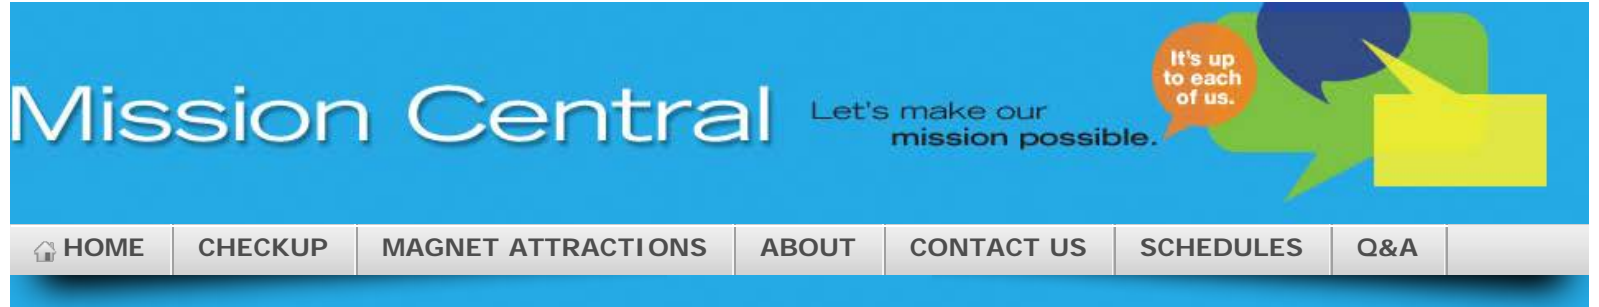 Mission Central
Let's make our
mission possible.
It's up
to each
of us.
HOME CHECKUP MAGNET ATTRACTIONS ABOUT CONTACT US SCHEDULES Q&A